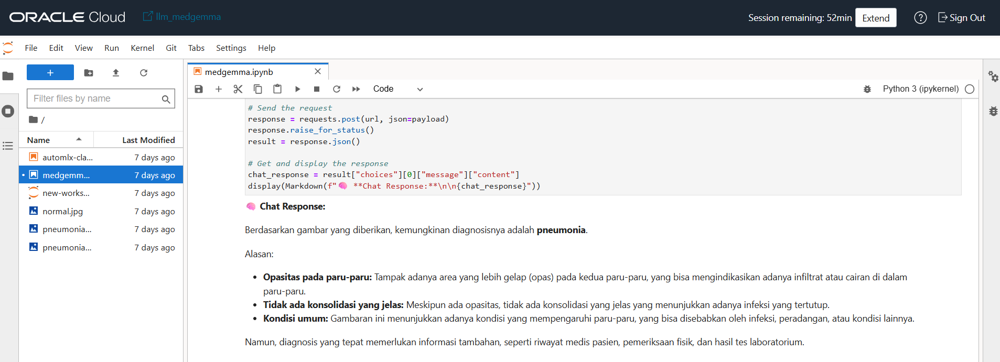 ORACLE Cloud
llm_medgemma
Session remaining: 52min
Extend
Sign Out
File Edit View Run Kernel Git Tabs Settings Help
+
Filter files by name
/
Name Last Modified
automlx-cla... 7 days ago
medgemm... 7 days ago
new-works... 7 days ago
normal.jpg 7 days ago
pneumonia... 7 days ago
pneumonia... 7 days ago
medgemma.ipynb
Code
Python 3 (ipykernel)
# Send the request
response = requests.post(url, json=payload)
response.raise_for_status()
result = response.json()
# Get and display the response
chat_response = result["choices"][0]["message"]["content"]
display(Markdown(f"🧠 **Chat Response:**\n\n{chat_response}"))
🧠 Chat Response:
Berdasarkan gambar yang diberikan, kemungkinan diagnosisnya adalah pneumonia.
Alasan:
• Opasitas pada paru-paru: Tampak adanya area yang lebih gelap (opas) pada kedua paru-paru, yang bisa mengindikasikan adanya infiltrat atau cairan di dalam
paru-paru.
• Tidak ada konsolidasi yang jelas: Meskipun ada opasitas, tidak ada konsolidasi yang jelas yang menunjukkan adanya infeksi yang tertutup.
• Kondisi umum: Gambaran ini menunjukkan adanya kondisi yang mempengaruhi paru-paru, yang bisa disebabkan oleh infeksi, peradangan, atau kondisi lainnya.
Namun, diagnosis yang tepat memerlukan informasi tambahan, seperti riwayat medis pasien, pemeriksaan fisik, dan hasil tes laboratorium.